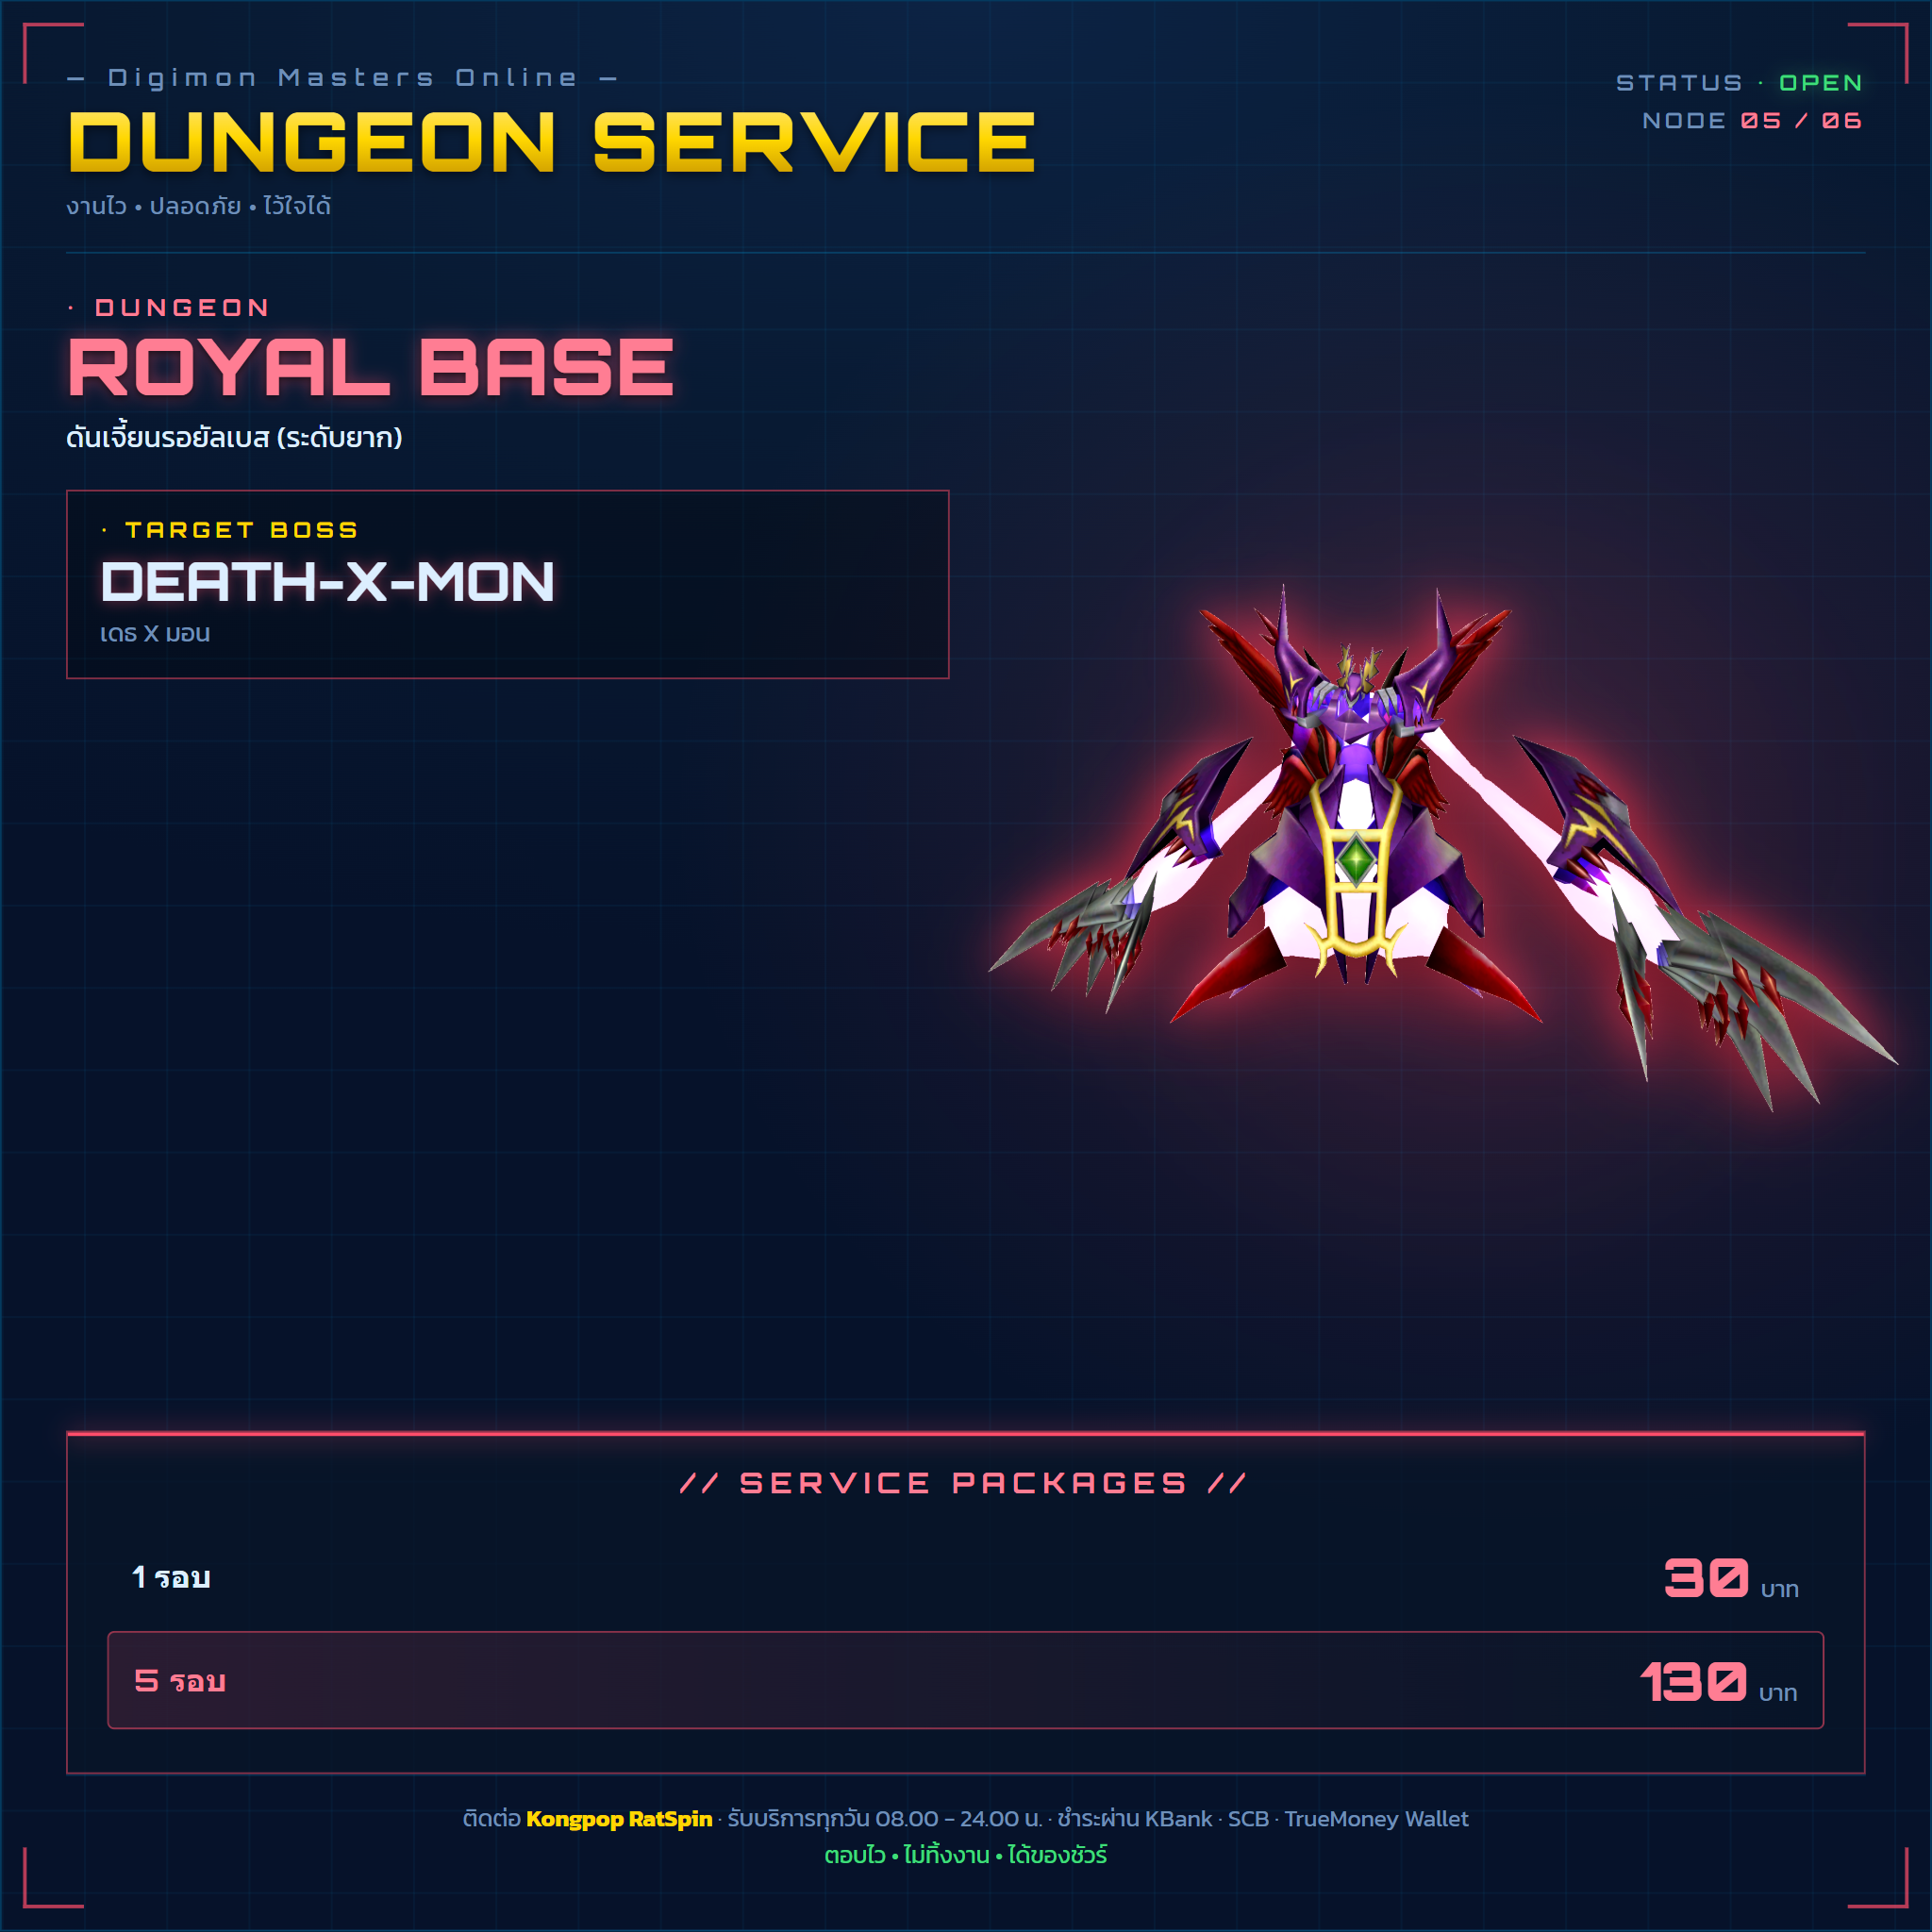 – Digimon Masters Online –
DUNGEON SERVICE
งานไว • ปลอดภัย • ไว้ใจได้
STATUS · OPEN
NODE 05 / 06
· DUNGEON
ROYAL BASE
ดันเจี้ยนรอยัลเบส (ระดับยาก)
· TARGET BOSS
DEATH-X-MON
เดธ X มอน
// SERVICE PACKAGES //
1 รอบ 30 บาท
5 รอบ 130 บาท
ติดต่อ Kongpop RatSpin · รับบริการทุกวัน 08.00 – 24.00 น. · ชำระผ่าน KBank · SCB · TrueMoney Wallet
ตอบไว • ไม่ทิ้งงาน • ได้ของชัวร์